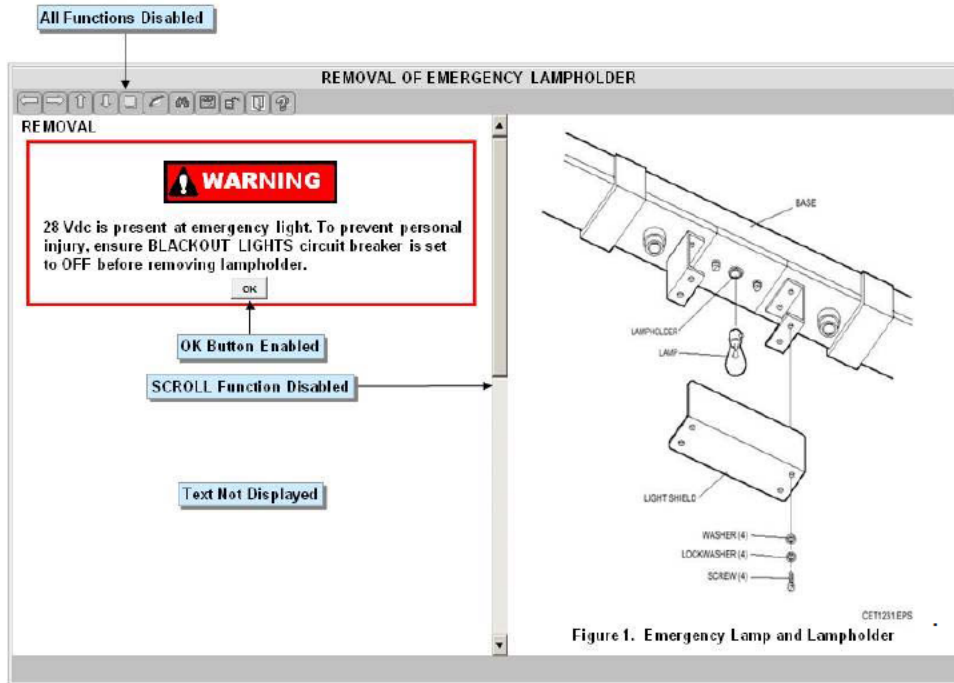 All Functions Disabled
REMOVAL OF EMERGENCY LAMPHOLDER
REMOVAL
WARNING
28 Vdc is present at emergency light. To prevent personal
injury, ensure BLACKOUT LIGHTS circuit breaker is set
to OFF before removing lampholder.
OK
OK Button Enabled
SCROLL Function Disabled
Text Not Displayed
BASE
LAMPHOLDER
LAMP
LIGHT SHIELD
WASHER (4)
LOCKWASHER (4)
SCREW (4)
CET1231 EPS
Figure 1. Emergency Lamp and Lampholder